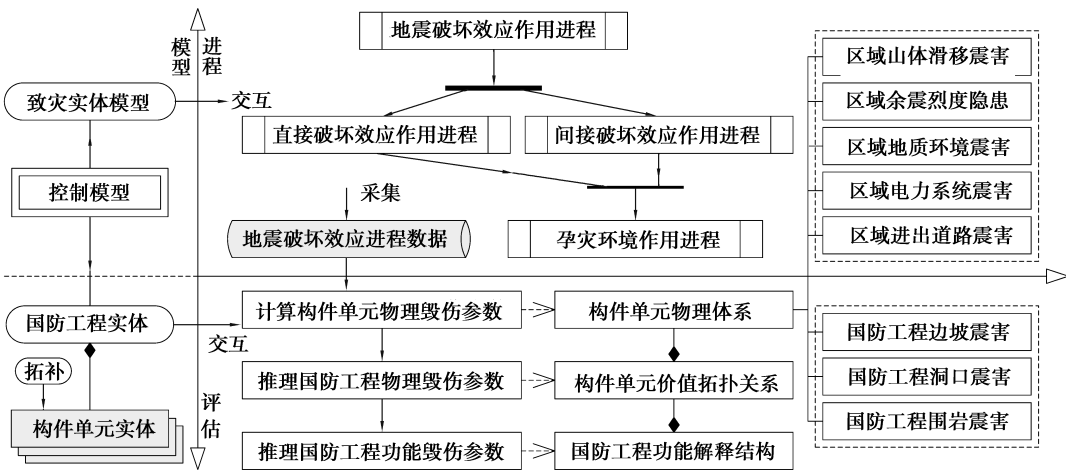 模型
进程
致灾实体模型
交互
控制模型
地震破坏效应作用进程
直接破坏效应作用进程
间接破坏效应作用进程
采集
地震破坏效应进程数据
孕灾环境作用进程
区域山体滑移震害
区域余震烈度隐患
区域地质环境震害
区域电力系统震害
区域进出道路震害
国防工程实体
交互
拓补
构件单元实体
评估
计算构件单元物理毁伤参数
构件单元物理体系
推理国防工程物理毁伤参数
构件单元价值拓扑关系
推理国防工程功能毁伤参数
国防工程功能解释结构
国防工程边坡震害
国防工程洞口震害
国防工程围岩震害